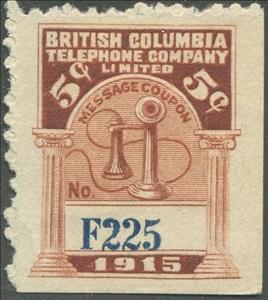 BRITISH COLUMBIA
TELEPHONE COMPANY
LIMITED
5¢ 5¢
MESSAGE COUPON
No.
F225
1915